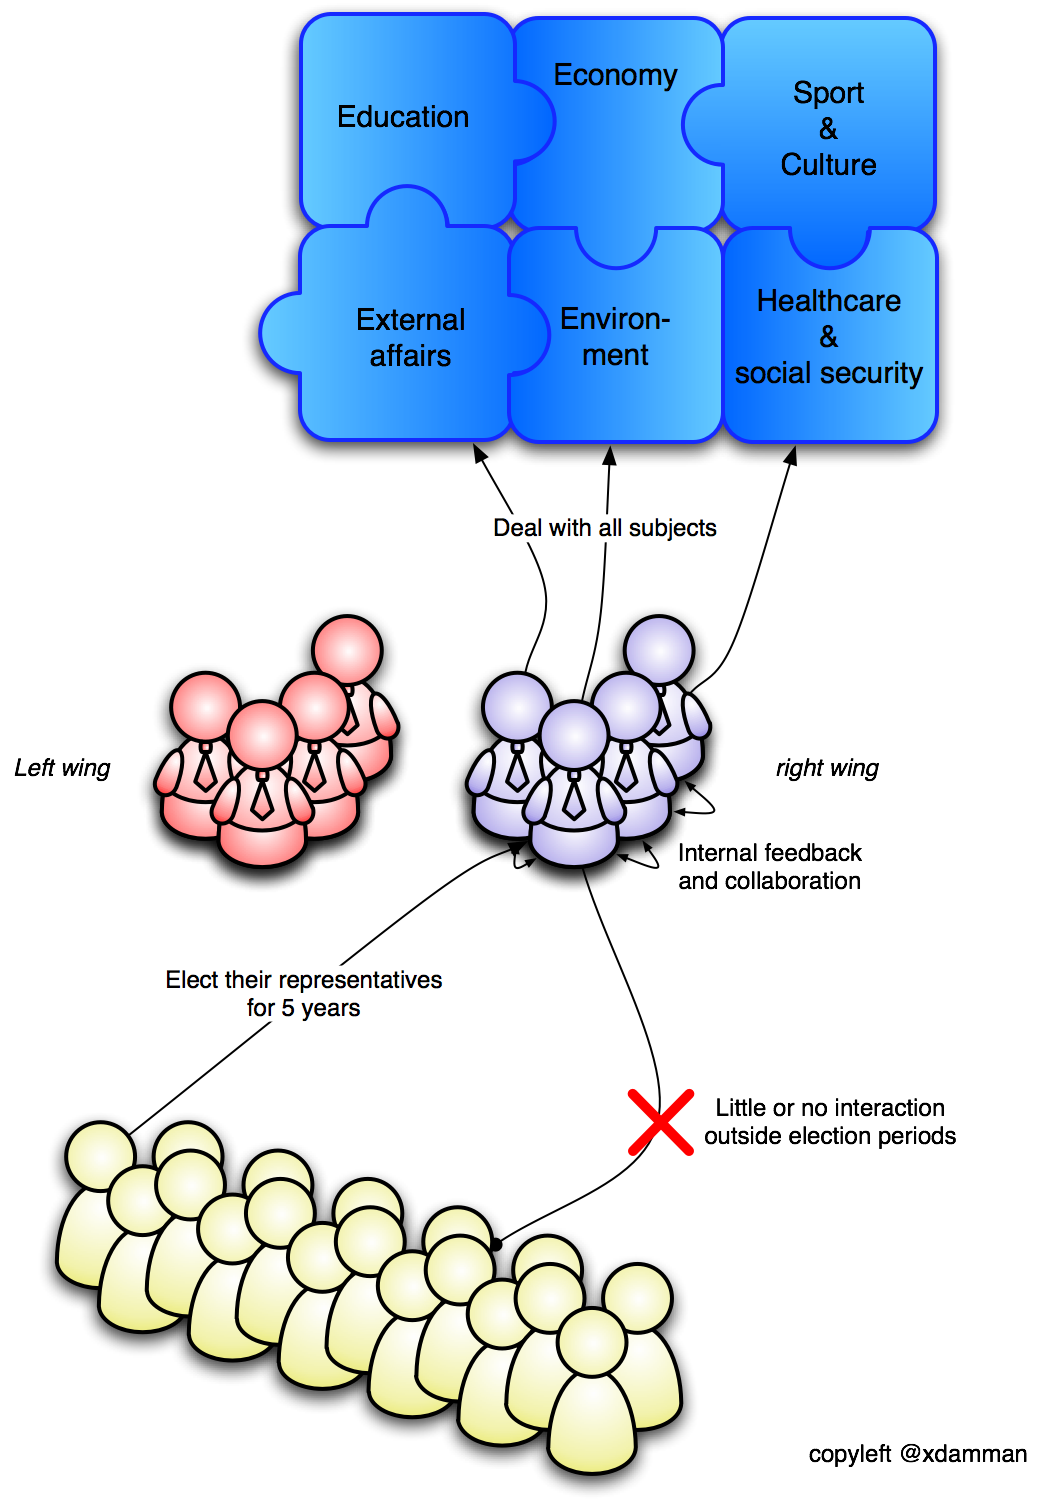 Education
Economy
Sport
&
Culture
External
affairs
Environ-
ment
Healthcare
&
social security
Deal with all subjects
Left wing
right wing
Internal feedback
and collaboration
Elect their representatives
for 5 years
Little or no interaction
outside election periods
copyleft @xdamman